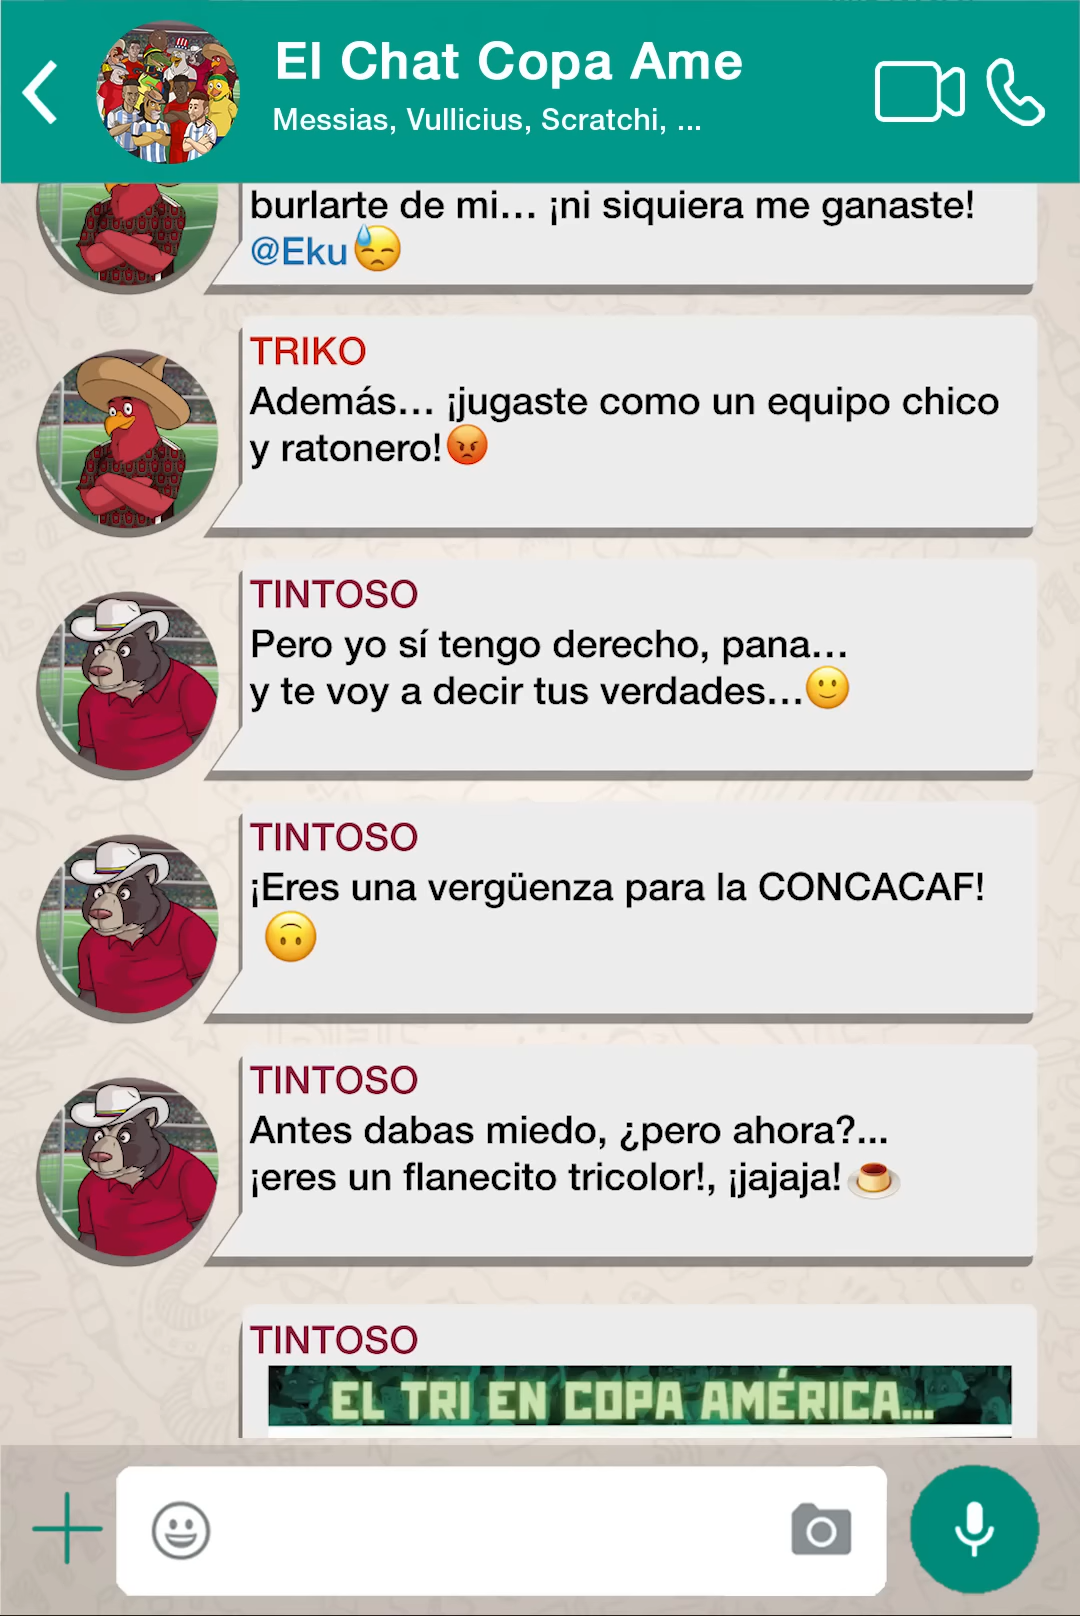 El Chat Copa Ame
Messias, Vullicius, Scratchi, ...
burlarte de mi... ¡ni siquiera me ganaste!
@Eku
TRIKO
Además... ¡jugaste como un equipo chico
y ratonero!
TINTOSO
Pero yo sí tengo derecho, pana...
y te voy a decir tus verdades...
TINTOSO
¡Eres una vergüenza para la CONCACAF!
TINTOSO
Antes dabas miedo, ¿pero ahora?...
¡eres un flanecito tricolor!, ¡jajaja!
TINTOSO
EL TRI EN COPA AMÉRICA...